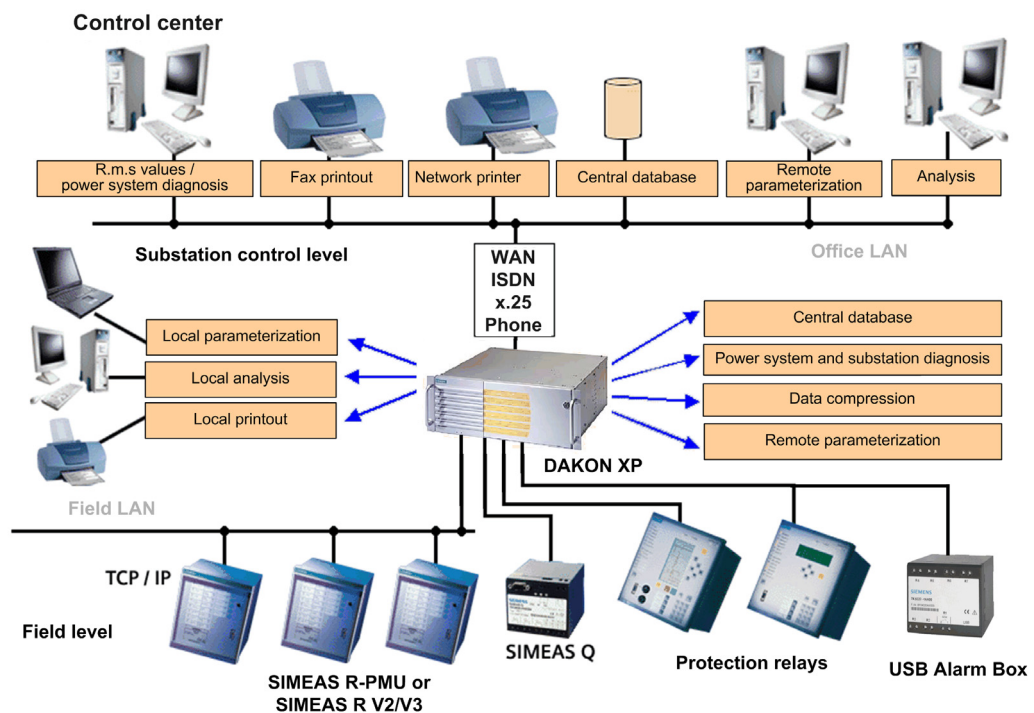 Control center
R.m.s values /
power system diagnosis
Fax printout
Network printer
Central database
Remote
parameterization
Analysis
Substation control level
Office LAN
WAN
ISDN
x.25
Phone
Local parameterization
Local analysis
Local printout
Central database
Power system and substation diagnosis
Data compression
Remote parameterization
DAKON XP
Field LAN
TCP / IP
Field level
SIMEAS R-PMU or
SIMEAS R V2/V3
SIMEAS Q
Protection relays
SIEMENS
USB Alarm Box